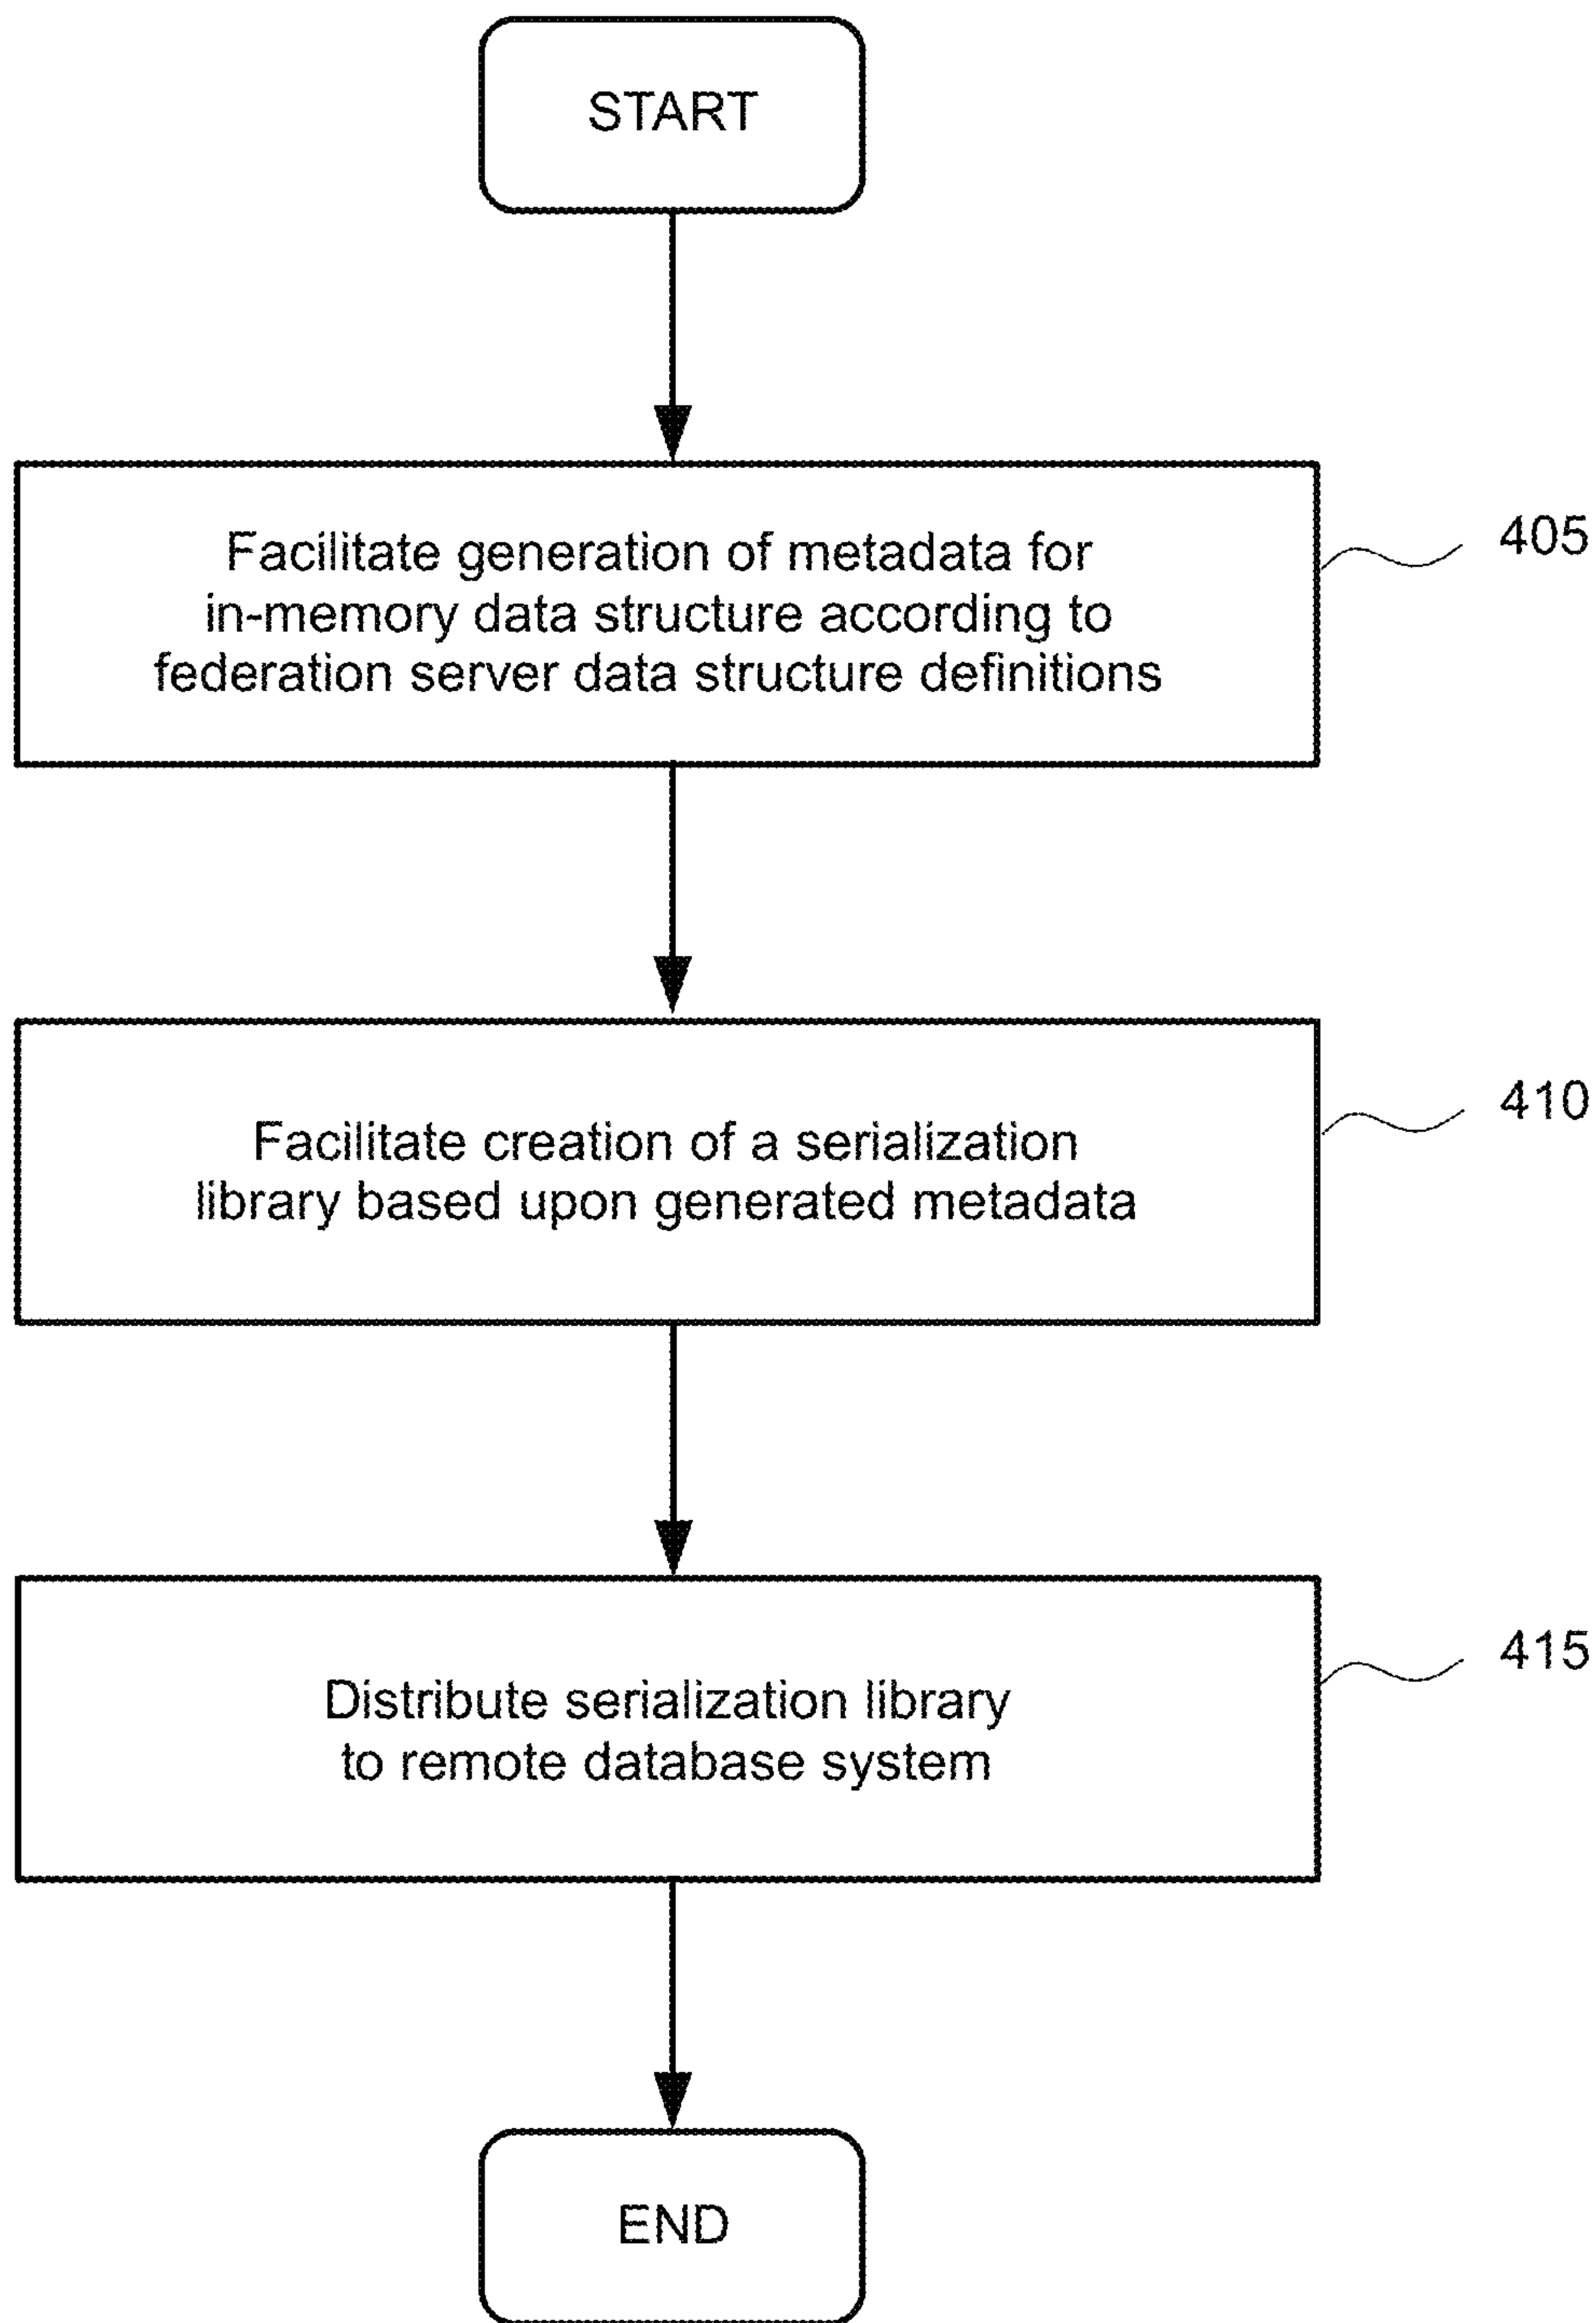 START
Facilitate generation of metadata for
in-memory data structure according to
federation server data structure definitions
405
Facilitate creation of a serialization
library based upon generated metadata
410
Distribute serialization library
to remote database system
415
END